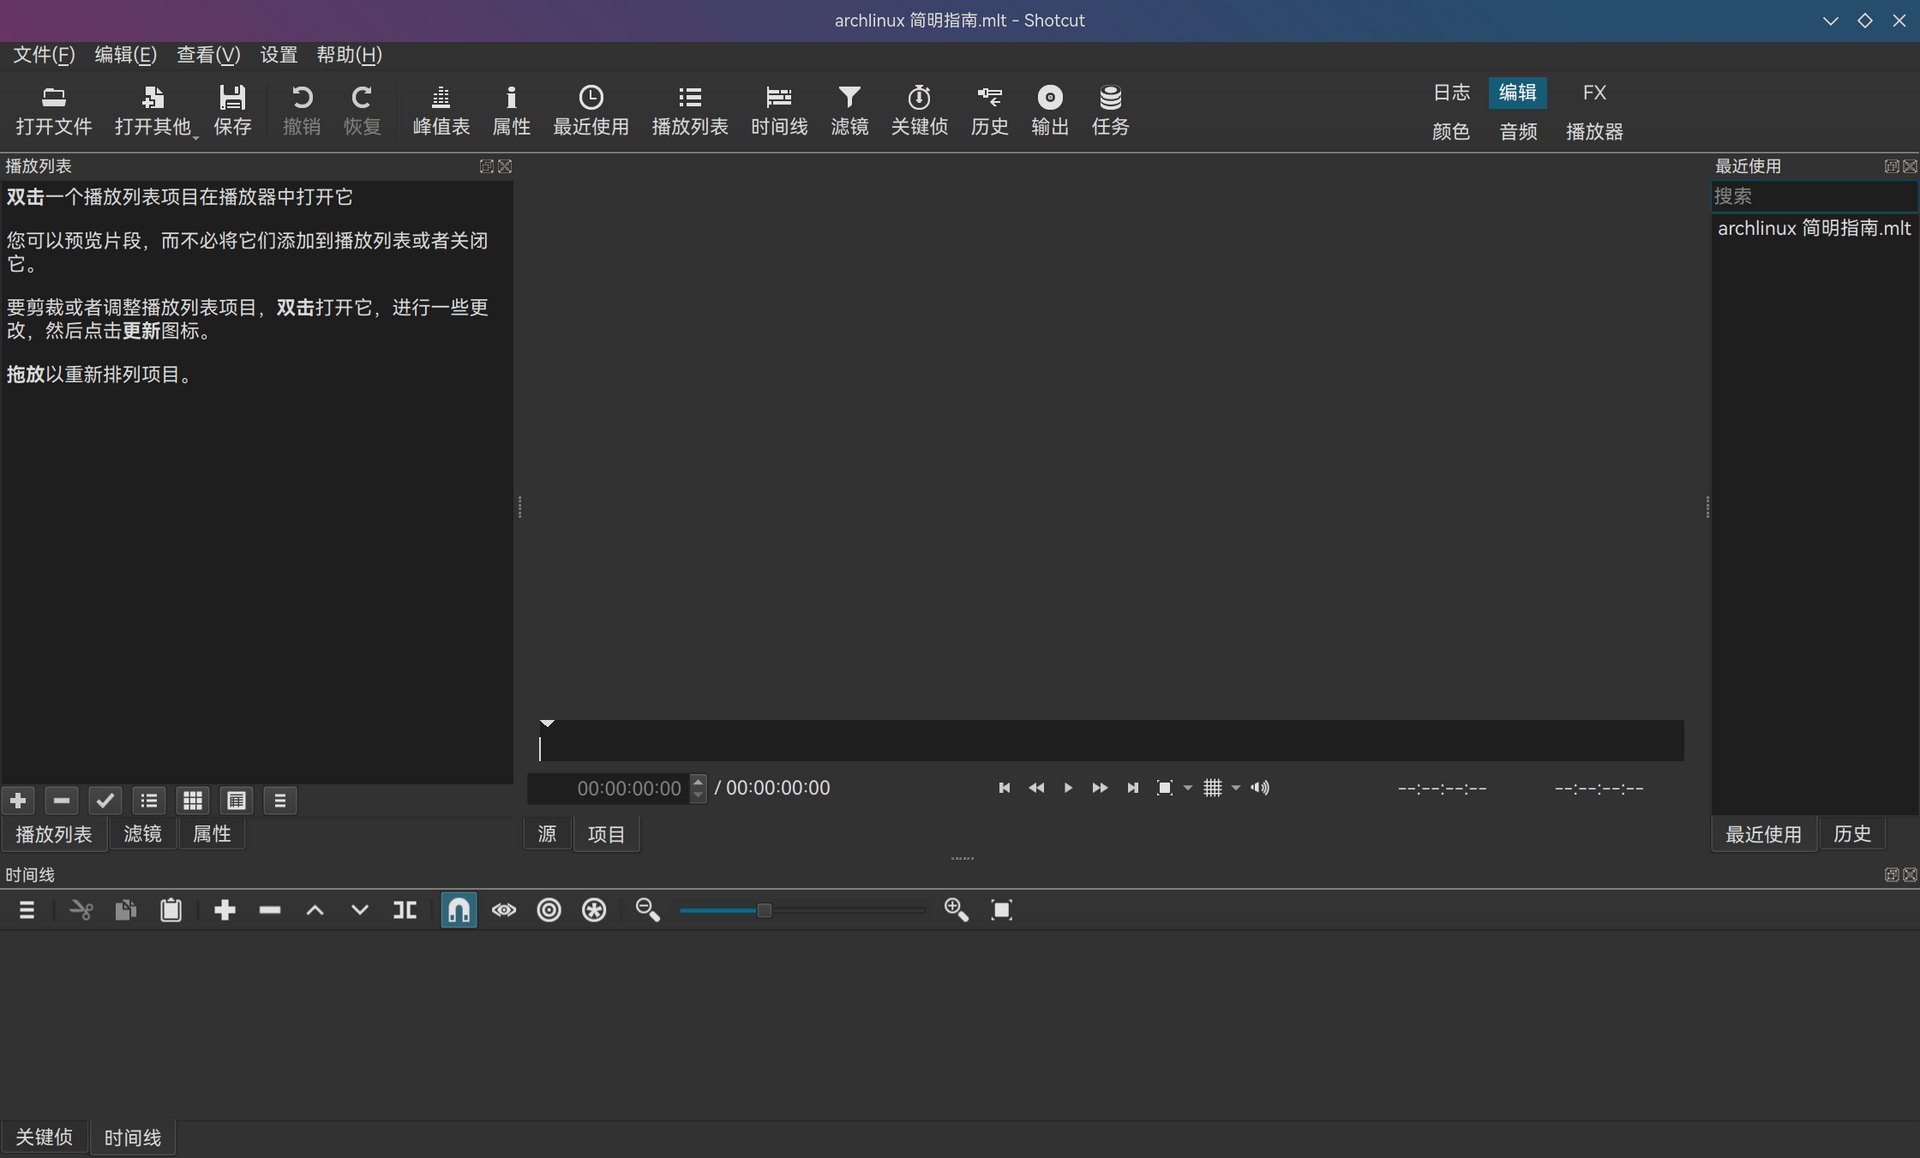 archlinux 简明指南.mlt - Shotcut
文件(F) 编辑(E) 查看(V) 设置 帮助(H)
打开文件 打开其他 保存 撤销 恢复 峰值表 属性 最近使用 播放列表 时间线 滤镜 关键侦 历史 输出 任务
日志 编辑 FX
颜色 音频 播放器
播放列表
双击一个播放列表项目在播放器中打开它
您可以预览片段，而不必将它们添加到播放列表或者关闭
它。
要剪裁或者调整播放列表项目，双击打开它，进行一些更
改，然后点击更新图标。
拖放以重新排列项目。
播放列表 滤镜 属性
00:00:00:00 / 00:00:00:00 --:--:--:-- --:--:--:--
源 项目
最近使用
搜索
archlinux 简明指南.mlt
最近使用 历史
时间线
关键侦 时间线